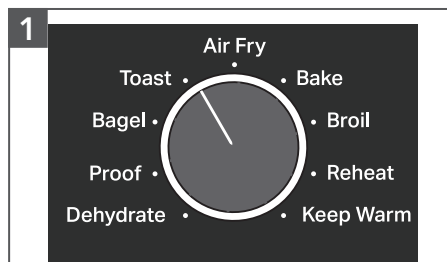 1
Air Fry
Toast Bake
Bagel Broil
Proof Reheat
Dehydrate Keep Warm